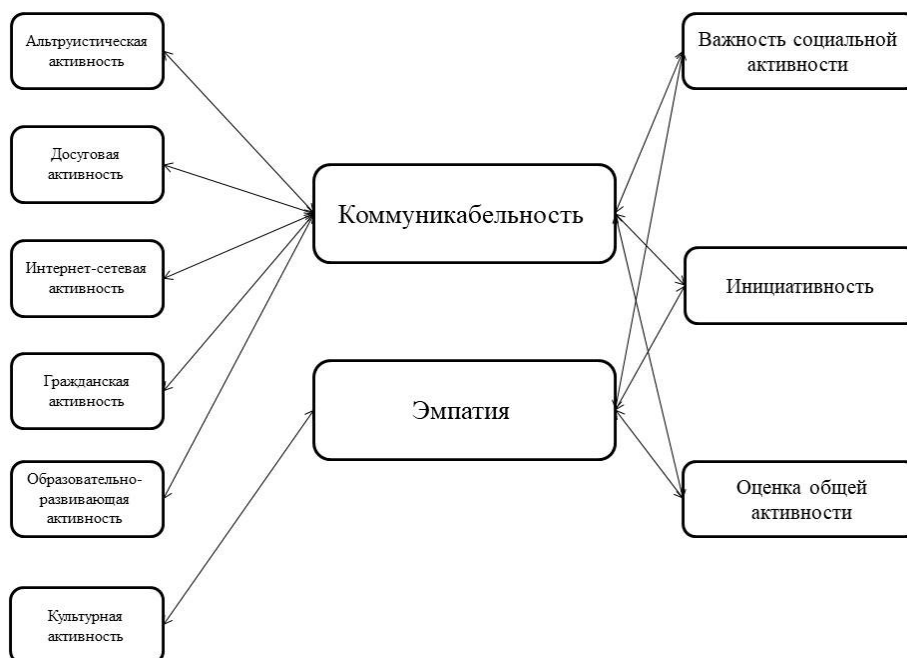 Альтруистическая
активность
Досуговая
активность
Интернет-сетевая
активность
Гражданская
активность
Образовательно-
развивающая
активность
Культурная
активность
Коммуникабельность
Эмпатия
Важность социальной
активности
Инициативность
Оценка общей
активности